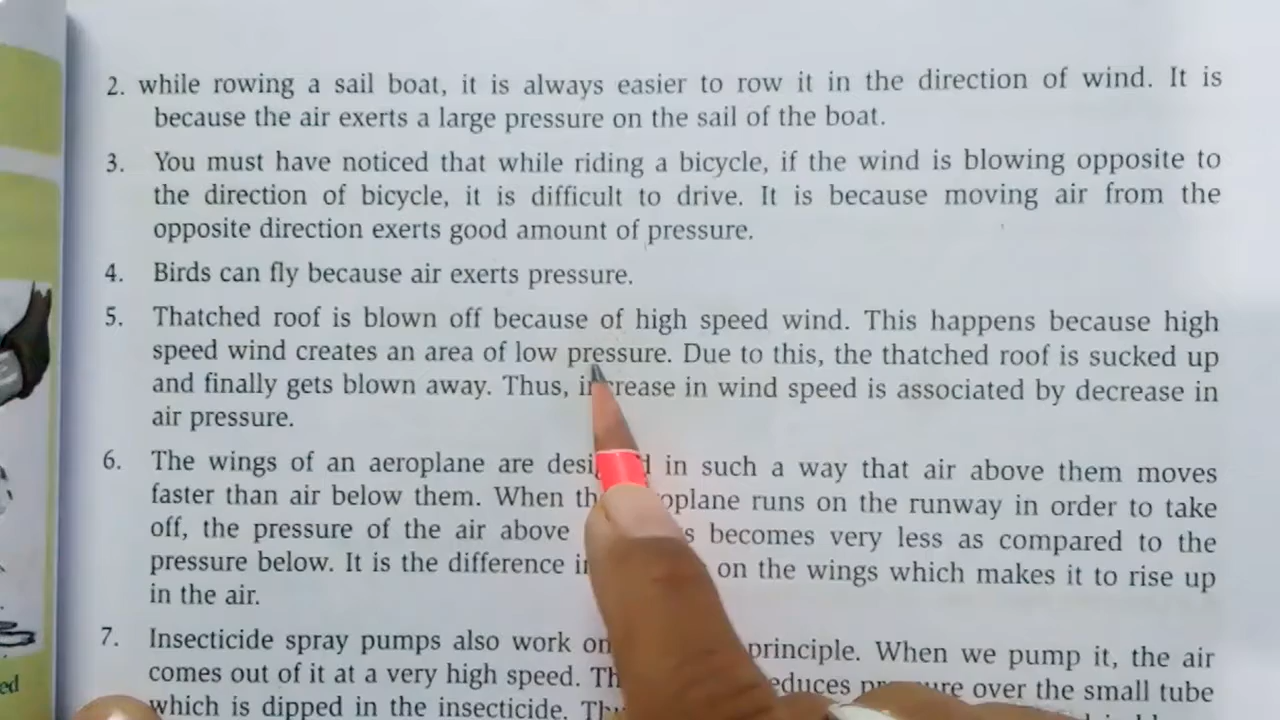 2. while rowing a sail boat, it is always easier to row it in the direction of wind. It is
because the air exerts a large pressure on the sail of the boat.
3. You must have noticed that while riding a bicycle, if the wind is blowing opposite to
the direction of bicycle, it is difficult to drive. It is because moving air from the
opposite direction exerts good amount of pressure.
4. Birds can fly because air exerts pressure.
5. Thatched roof is blown off because of high speed wind. This happens because high
speed wind creates an area of low pressure. Due to this, the thatched roof is sucked up
and finally gets blown away. Thus, increase in wind speed is associated by decrease in
air pressure.
6. The wings of an aeroplane are designed in such a way that air above them moves
faster than air below them. When the aeroplane runs on the runway in order to take
off, the pressure of the air above becomes very less as compared to the
pressure below. It is the difference in on the wings which makes it to rise up
in the air.
7. Insecticide spray pumps also work on principle. When we pump it, the air
comes out of it at a very high speed. reduces pressure over the small tube
which is dipped in the insecticide.
ed